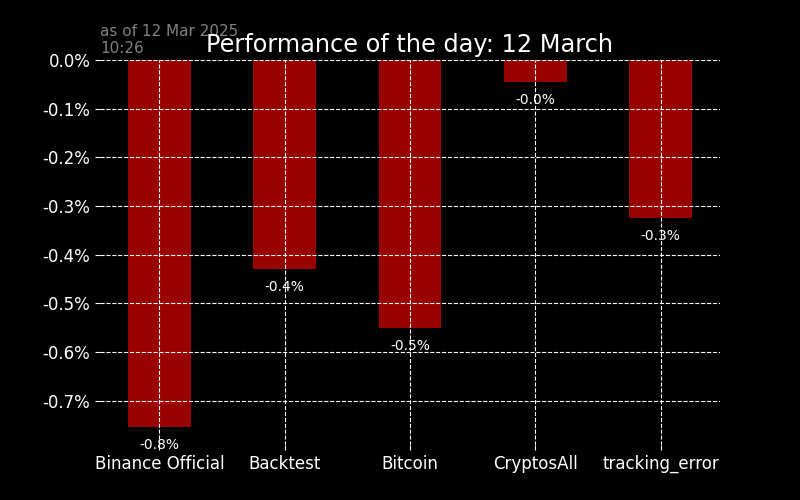 as of 12 Mar 2025
10:26
Performance of the day: 12 March
0.0%
-0.1%
-0.2%
-0.3%
-0.4%
-0.5%
-0.6%
-0.7%
-0.8%
-0.4%
-0.5%
-0.0%
-0.3%
Binance Official
Backtest
Bitcoin
CryptosAll
tracking_error